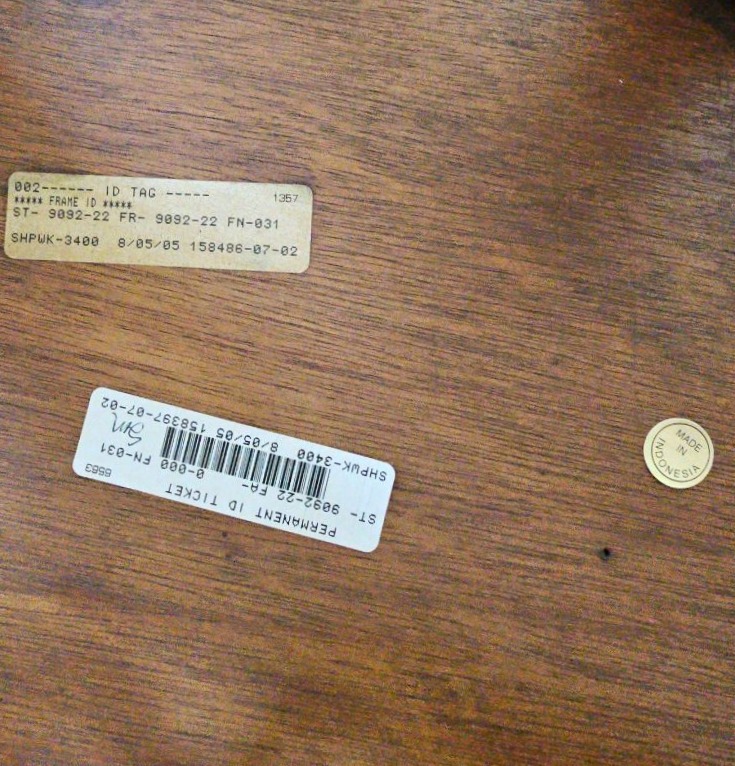 002------ ID TAG ----- 1357
***** FRAME ID *****
ST- 9092-22 FR- 9092-22 FN-031
SHPWK-3400 8/05/05 158486-07-02
PERMANENT ID TICKET 6563
ST- 9092-22 FA- 0-000 FN-031
SHPWK-3400 8/05/05 158397-07-02
MADE
IN
INDONESIA